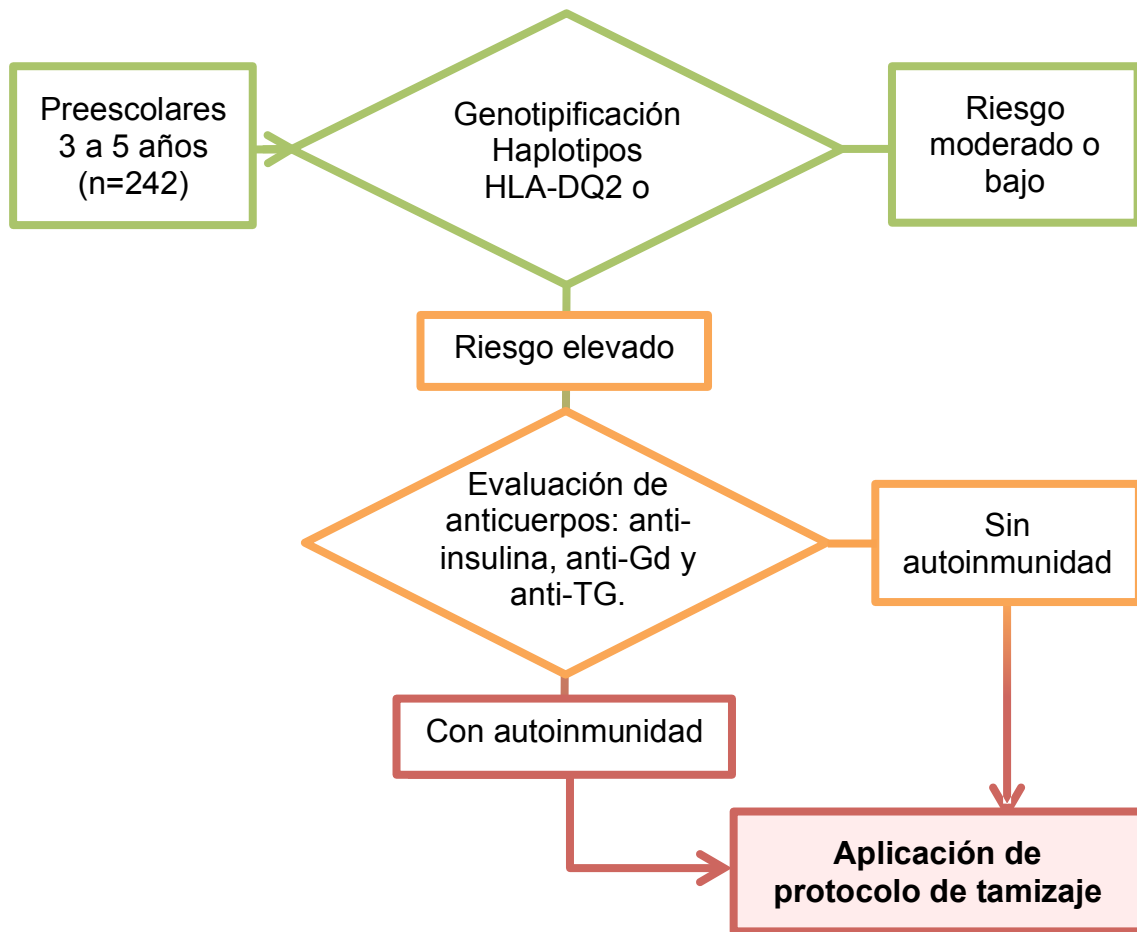 Preescolares
3 a 5 años
(n=242)
Genotipificación
Haplotipos
HLA-DQ2 o
Riesgo
moderado o
bajo
Riesgo elevado
Evaluación de
anticuerpos: anti-
insulina, anti-Gd y
anti-TG.
Sin
autoinmunidad
Con autoinmunidad
Aplicación de
protocolo de tamizaje